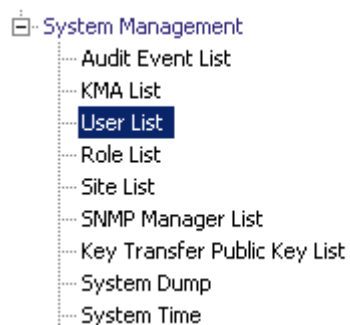 System Management
Audit Event List
KMA List
User List
Role List
Site List
SNMP Manager List
Key Transfer Public Key List
System Dump
System Time